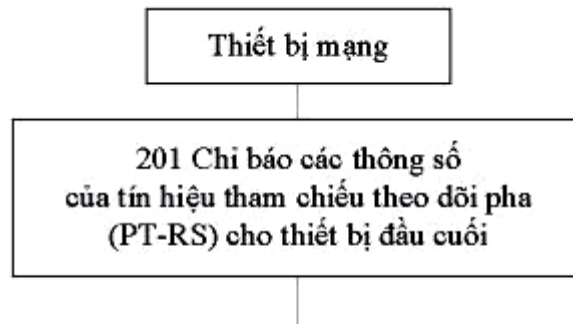 Thiết bị mạng
201 Chỉ báo các thông số
của tín hiệu tham chiếu theo dõi pha
(PT-RS) cho thiết bị đầu cuối